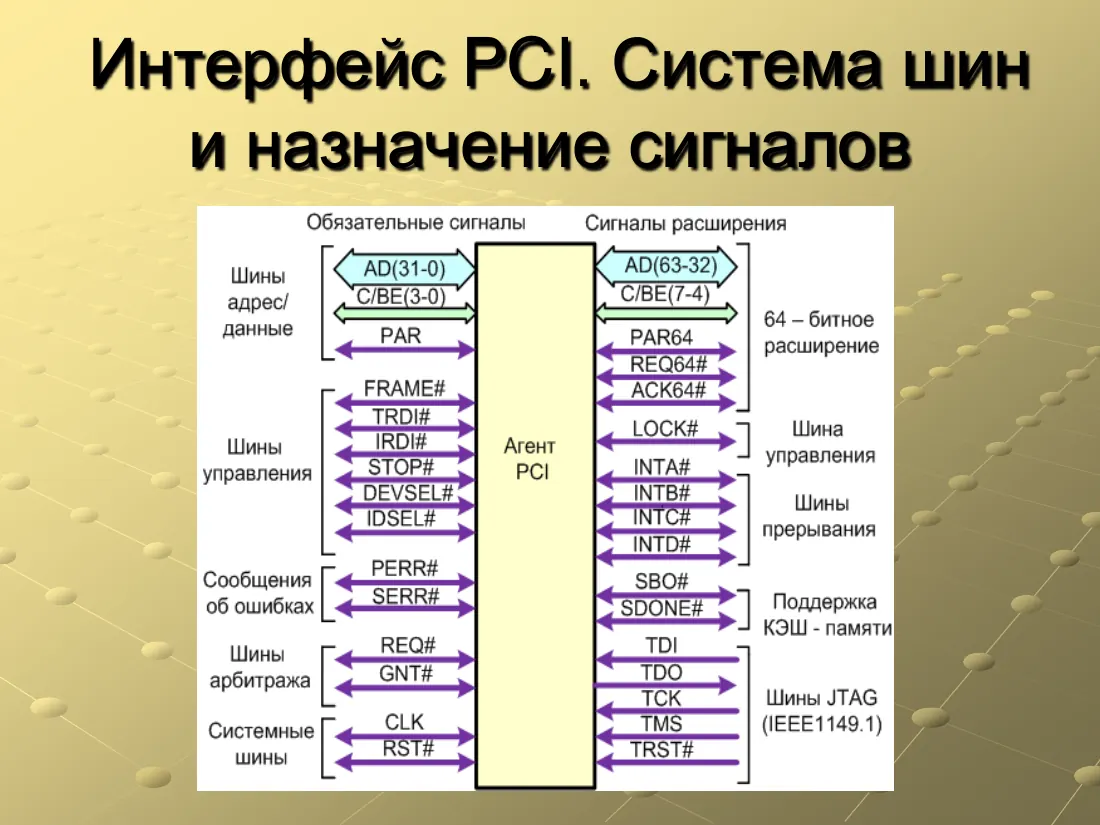 Интерфейс PCI. Система шин
и назначение сигналов
Обязательные сигналы
Сигналы расширения
Шины
адрес/
данные
AD(31-0)
C/BE(3-0)
PAR
Шины
управления
FRAME#
TRDI#
IRDI#
STOP#
DEVSEL#
IDSEL#
Сообщения
об ошибках
PERR#
SERR#
Шины
арбитража
REQ#
GNT#
Системные
шины
CLK
RST#
Агент
PCI
AD(63-32)
C/BE(7-4)
PAR64
REQ64#
ACK64#
64 – битное
расширение
LOCK#
Шина
управления
INTA#
INTB#
INTC#
INTD#
Шины
прерывания
SBO#
SDONE#
Поддержка
КЭШ - памяти
TDI
TDO
TCK
TMS
TRST#
Шины JTAG
(IEEE1149.1)